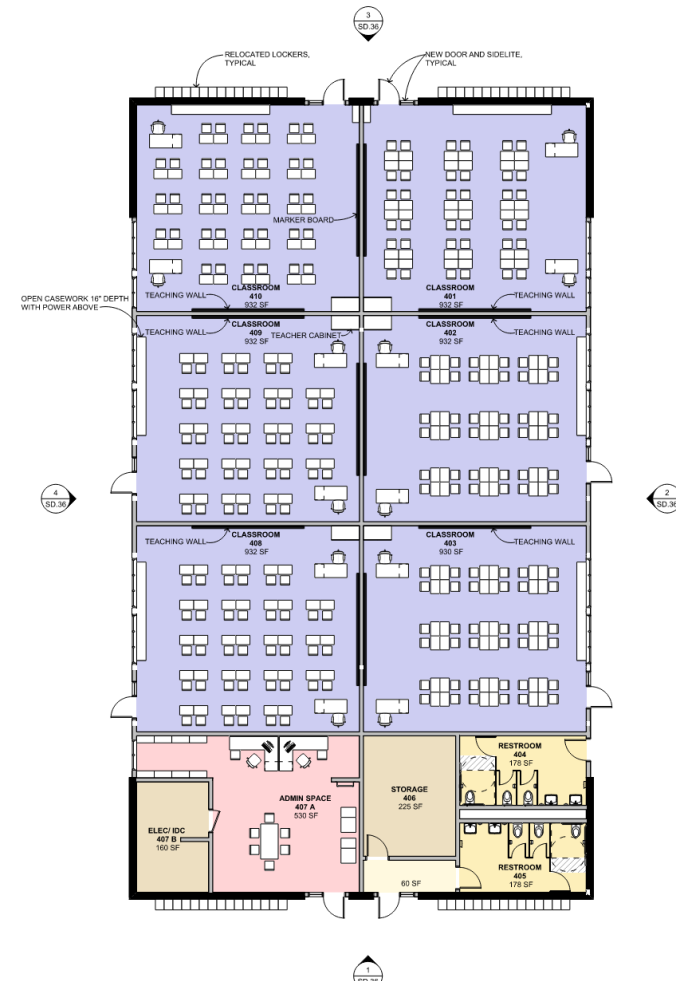 3
SD.36
RELOCATED LOCKERS,
TYPICAL
NEW DOOR AND SIDELITE,
TYPICAL
MARKER BOARD
OPEN CASEWORK 16" DEPTH
WITH POWER ABOVE
TEACHING WALL
CLASSROOM
410
932 SF
CLASSROOM
401
932 SF
TEACHING WALL
TEACHING WALL
CLASSROOM
409
932 SF
TEACHER CABINET
CLASSROOM
402
932 SF
TEACHING WALL
4
SD.36
2
SD.36
TEACHING WALL
CLASSROOM
408
932 SF
CLASSROOM
403
930 SF
TEACHING WALL
RESTROOM
404
178 SF
STORAGE
406
225 SF
ADMIN SPACE
407 A
530 SF
ELEC/ IDC
407 B
160 SF
RESTROOM
405
178 SF
60 SF
1
SD.36